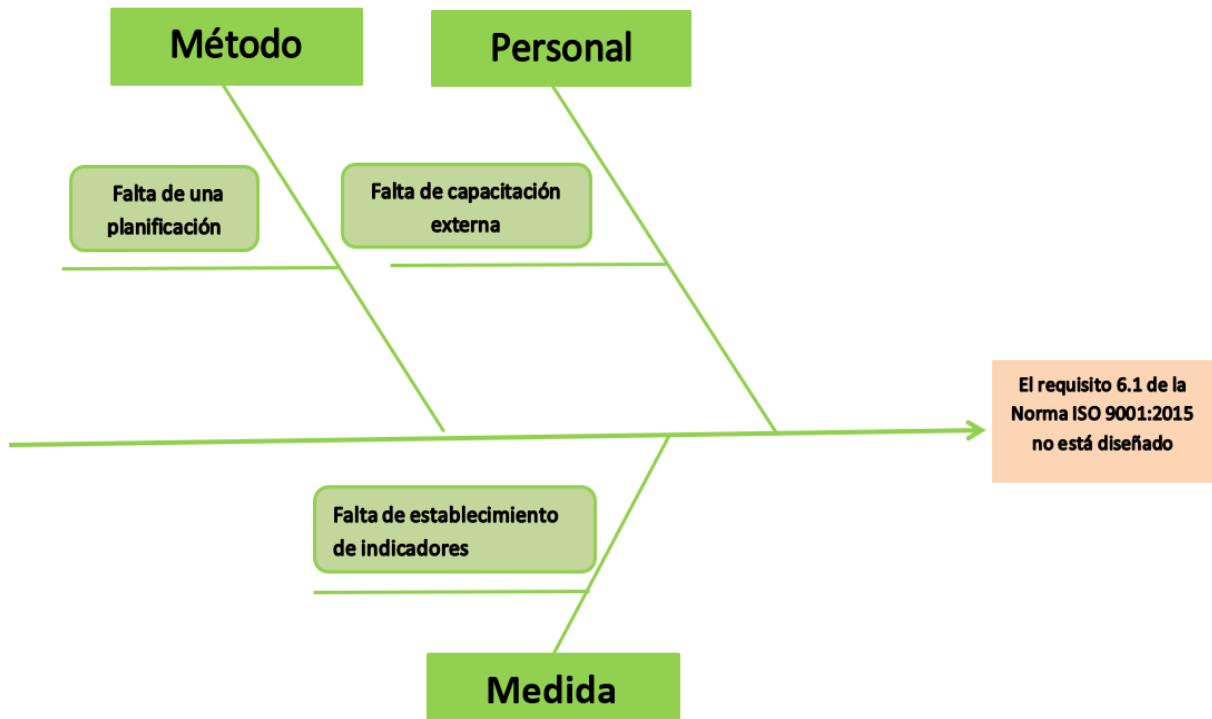 Método
Personal
Falta de una
planificación
Falta de capacitación
externa
El requisito 6.1 de la
Norma ISO 9001:2015
no está diseñado
Falta de establecimiento
de indicadores
Medida